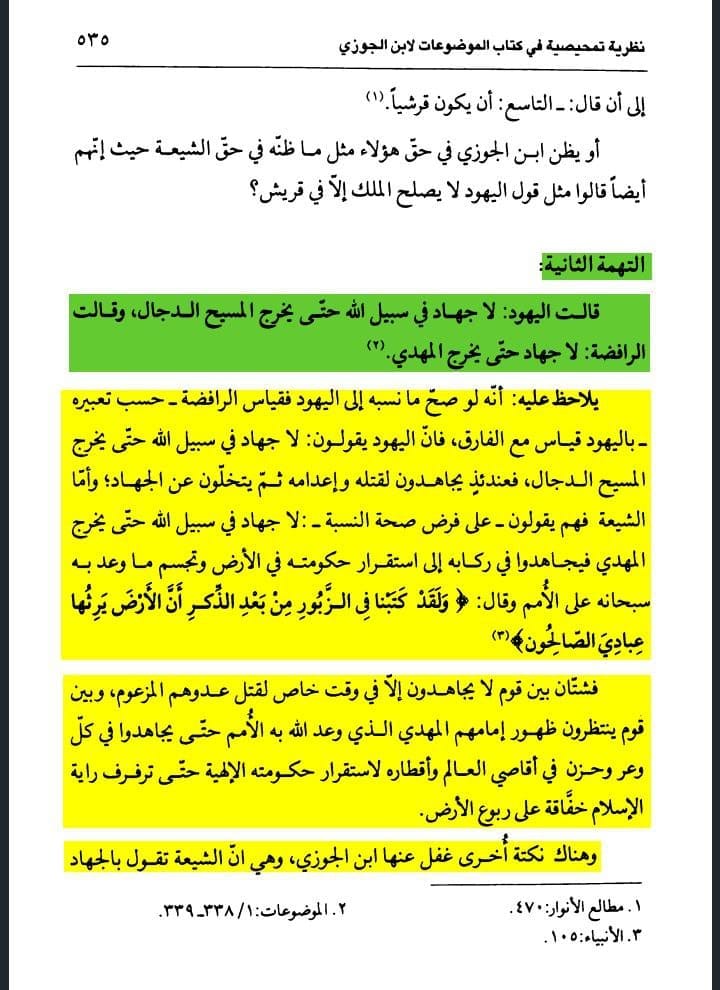 نظرية تمحيصية في كتاب الموضوعات لابن الجوزي ٥٣٥
إلى أن قال: ـ التاسع: أن يكون قرشياً.(١)
أو يظن ابن الجوزي في حقّ هؤلاء مثل ما ظنّه في حقّ الشيعة حيث إنّهم
أيضاً قالوا مثل قول اليهود لا يصلح الملك إلاّ في قريش؟
التهمة الثانية:
قالت اليهود: لا جهاد في سبيل الله حتّى يخرج المسيح الدجال، وقالت
الرافضة: لا جهاد حتّى يخرج المهدي.(٢)
يلاحظ عليه: أنّه لو صحّ ما نسبه إلى اليهود فقياس الرافضة ـ حسب تعبيره
ـ باليهود قياس مع الفارق، فانّ اليهود يقولون: لا جهاد في سبيل الله حتّى يخرج
المسيح الدجال، فعندئذٍ يجاهدون لقتله وإعدامه ثمّ يتخلّون عن الجهاد؛ وأمّا
الشيعة فهم يقولون ـ على فرض صحة النسبة ـ :لا جهاد في سبيل الله حتّى يخرج
المهدي فيجاهدوا في ركابه إلى استقرار حكومته في الأرض وتجسم ما وعد به
سبحانه على الأُمم وقال: ﴿وَلَقَدْ كَتَبْنا فِى الزَّبُورِ مِنْ بَعْدِ الذِّكرِ أَنَّ الأَرْضَ يَرِثُها
عِبادِيَ الصّالِحُون﴾(٣)
فشتّان بين قوم لا يجاهدون إلاّ في وقت خاص لقتل عدوهم المزعوم، وبين
قوم ينتظرون ظهور إمامهم المهدي الذي وعد الله به الأُمم حتّى يجاهدوا في كلّ
وعر وحزن في أقاصي العالم وأقطاره لاستقرار حكومته الإلهية حتّى ترفرف راية
الإسلام خفّاقة على ربوع الأرض.
وهناك نكتة أُخرى غفل عنها ابن الجوزي، وهي انّ الشيعة تقول بالجهاد
١. مطالع الأنوار:٤٧٠. ٢. الموضوعات:١/ ٣٣٨ـ٣٣٩.
٣. الأنبياء:١٠٥.